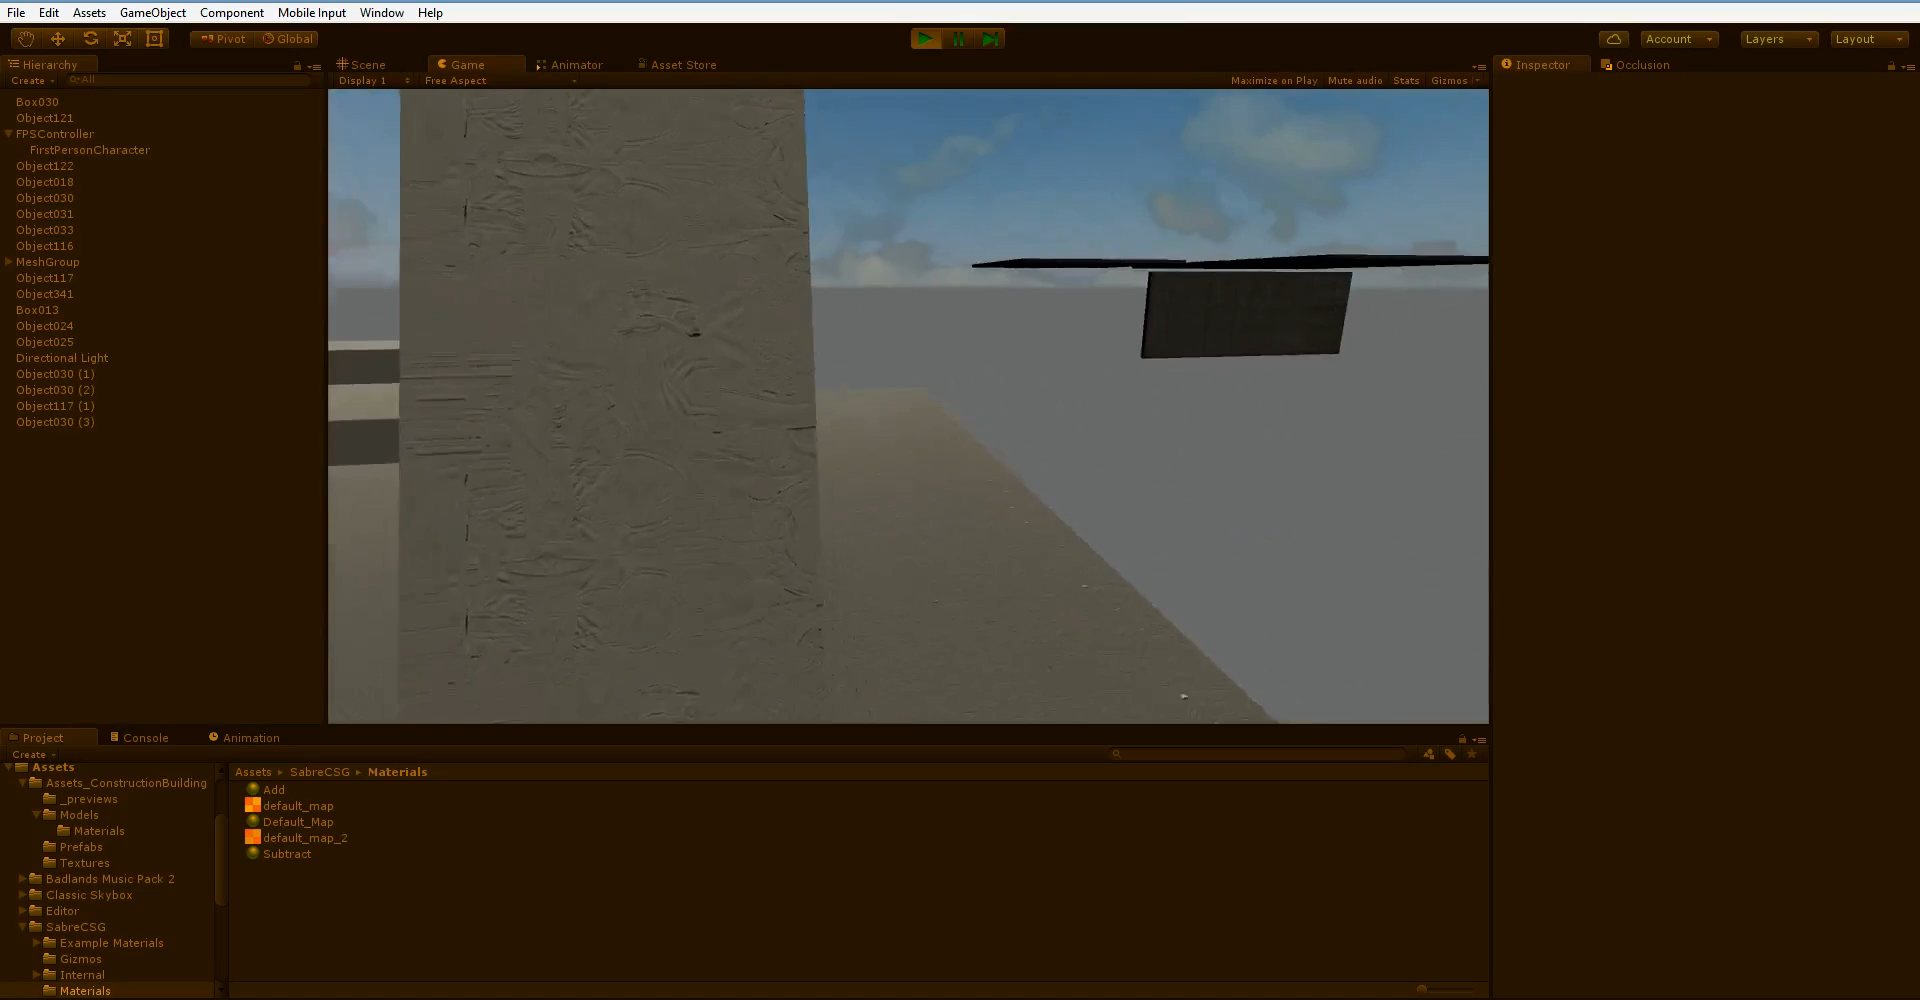 File Edit Assets GameObject Component Mobile Input Window Help
Pivot Global Account Layers Layout
Hierarchy Scene Game Animator Asset Store Inspector Occlusion
Create All Display 1 Free Aspect Maximize on Play Mute audio Stats Gizmos
Box030
Object121
FPSController
FirstPersonCharacter
Object122
Object018
Object030
Object031
Object033
Object116
MeshGroup
Object117
Object341
Box013
Object024
Object025
Directional Light
Object030 (1)
Object030 (2)
Object117 (1)
Object030 (3)
Project Console Animation
Create
Assets
Assets_ConstructionBuilding
_previews
Models
Materials
Prefabs
Textures
Badlands Music Pack 2
Classic Skybox
Editor
SabreCSG
Example Materials
Gizmos
Internal
Materials
Assets SabreCSG Materials
Add
default_map
Default_Map
default_map_2
Subtract